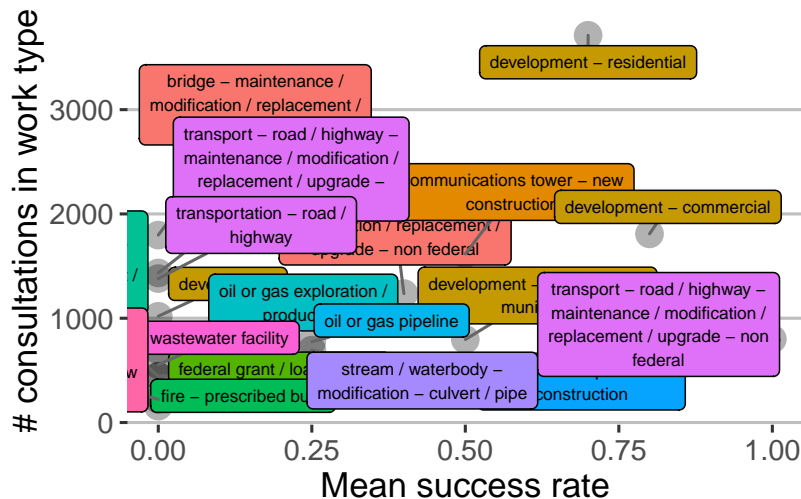 # consultations in work type
3000
2000
1000
0
development – residential
bridge – maintenance /
modification / replacement /
transport – road / highway –
maintenance / modification /
replacement / upgrade –
tower – new
construction
development – commercial
transportation – road /
highway
/ replacement /
upgrade – non federal
/
oil or gas exploration /
development –
oil or gas pipeline
transport – road / highway –
maintenance / modification /
replacement / upgrade – non
federal
wastewater facility
federal grant /
stream / waterbody –
modification – culvert / pipe
fire – prescribed
construction
0.00
0.25
0.50
0.75
1.00
Mean success rate